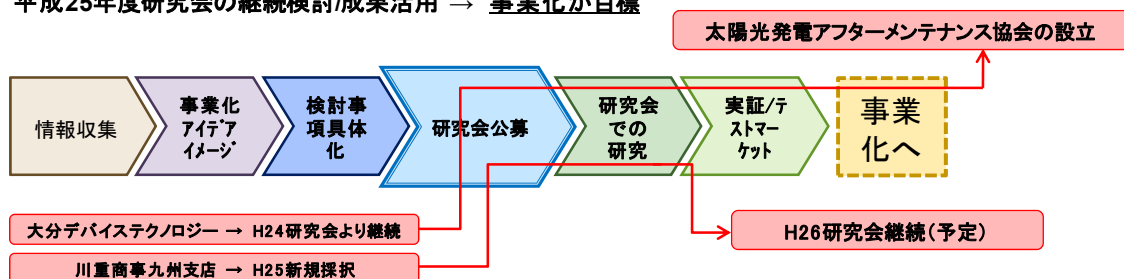 平成25年度研究会の継続検討/成果活用 → 事業化が目標
太陽光発電アフターメンテナンス協会の設立
情報収集
事業化
ｱｲﾃﾞｱ
ｲﾒｰｼﾞ
検討事
項具体
化
研究会公募
研究会
での
研究
実証/ﾃ
ｽﾄﾏｰ
ｹｯﾄ
事業
化へ
大分デバイステクノロジー → H24研究会より継続
H26研究会継続（予定）
川重商事九州支店 → H25新規採択